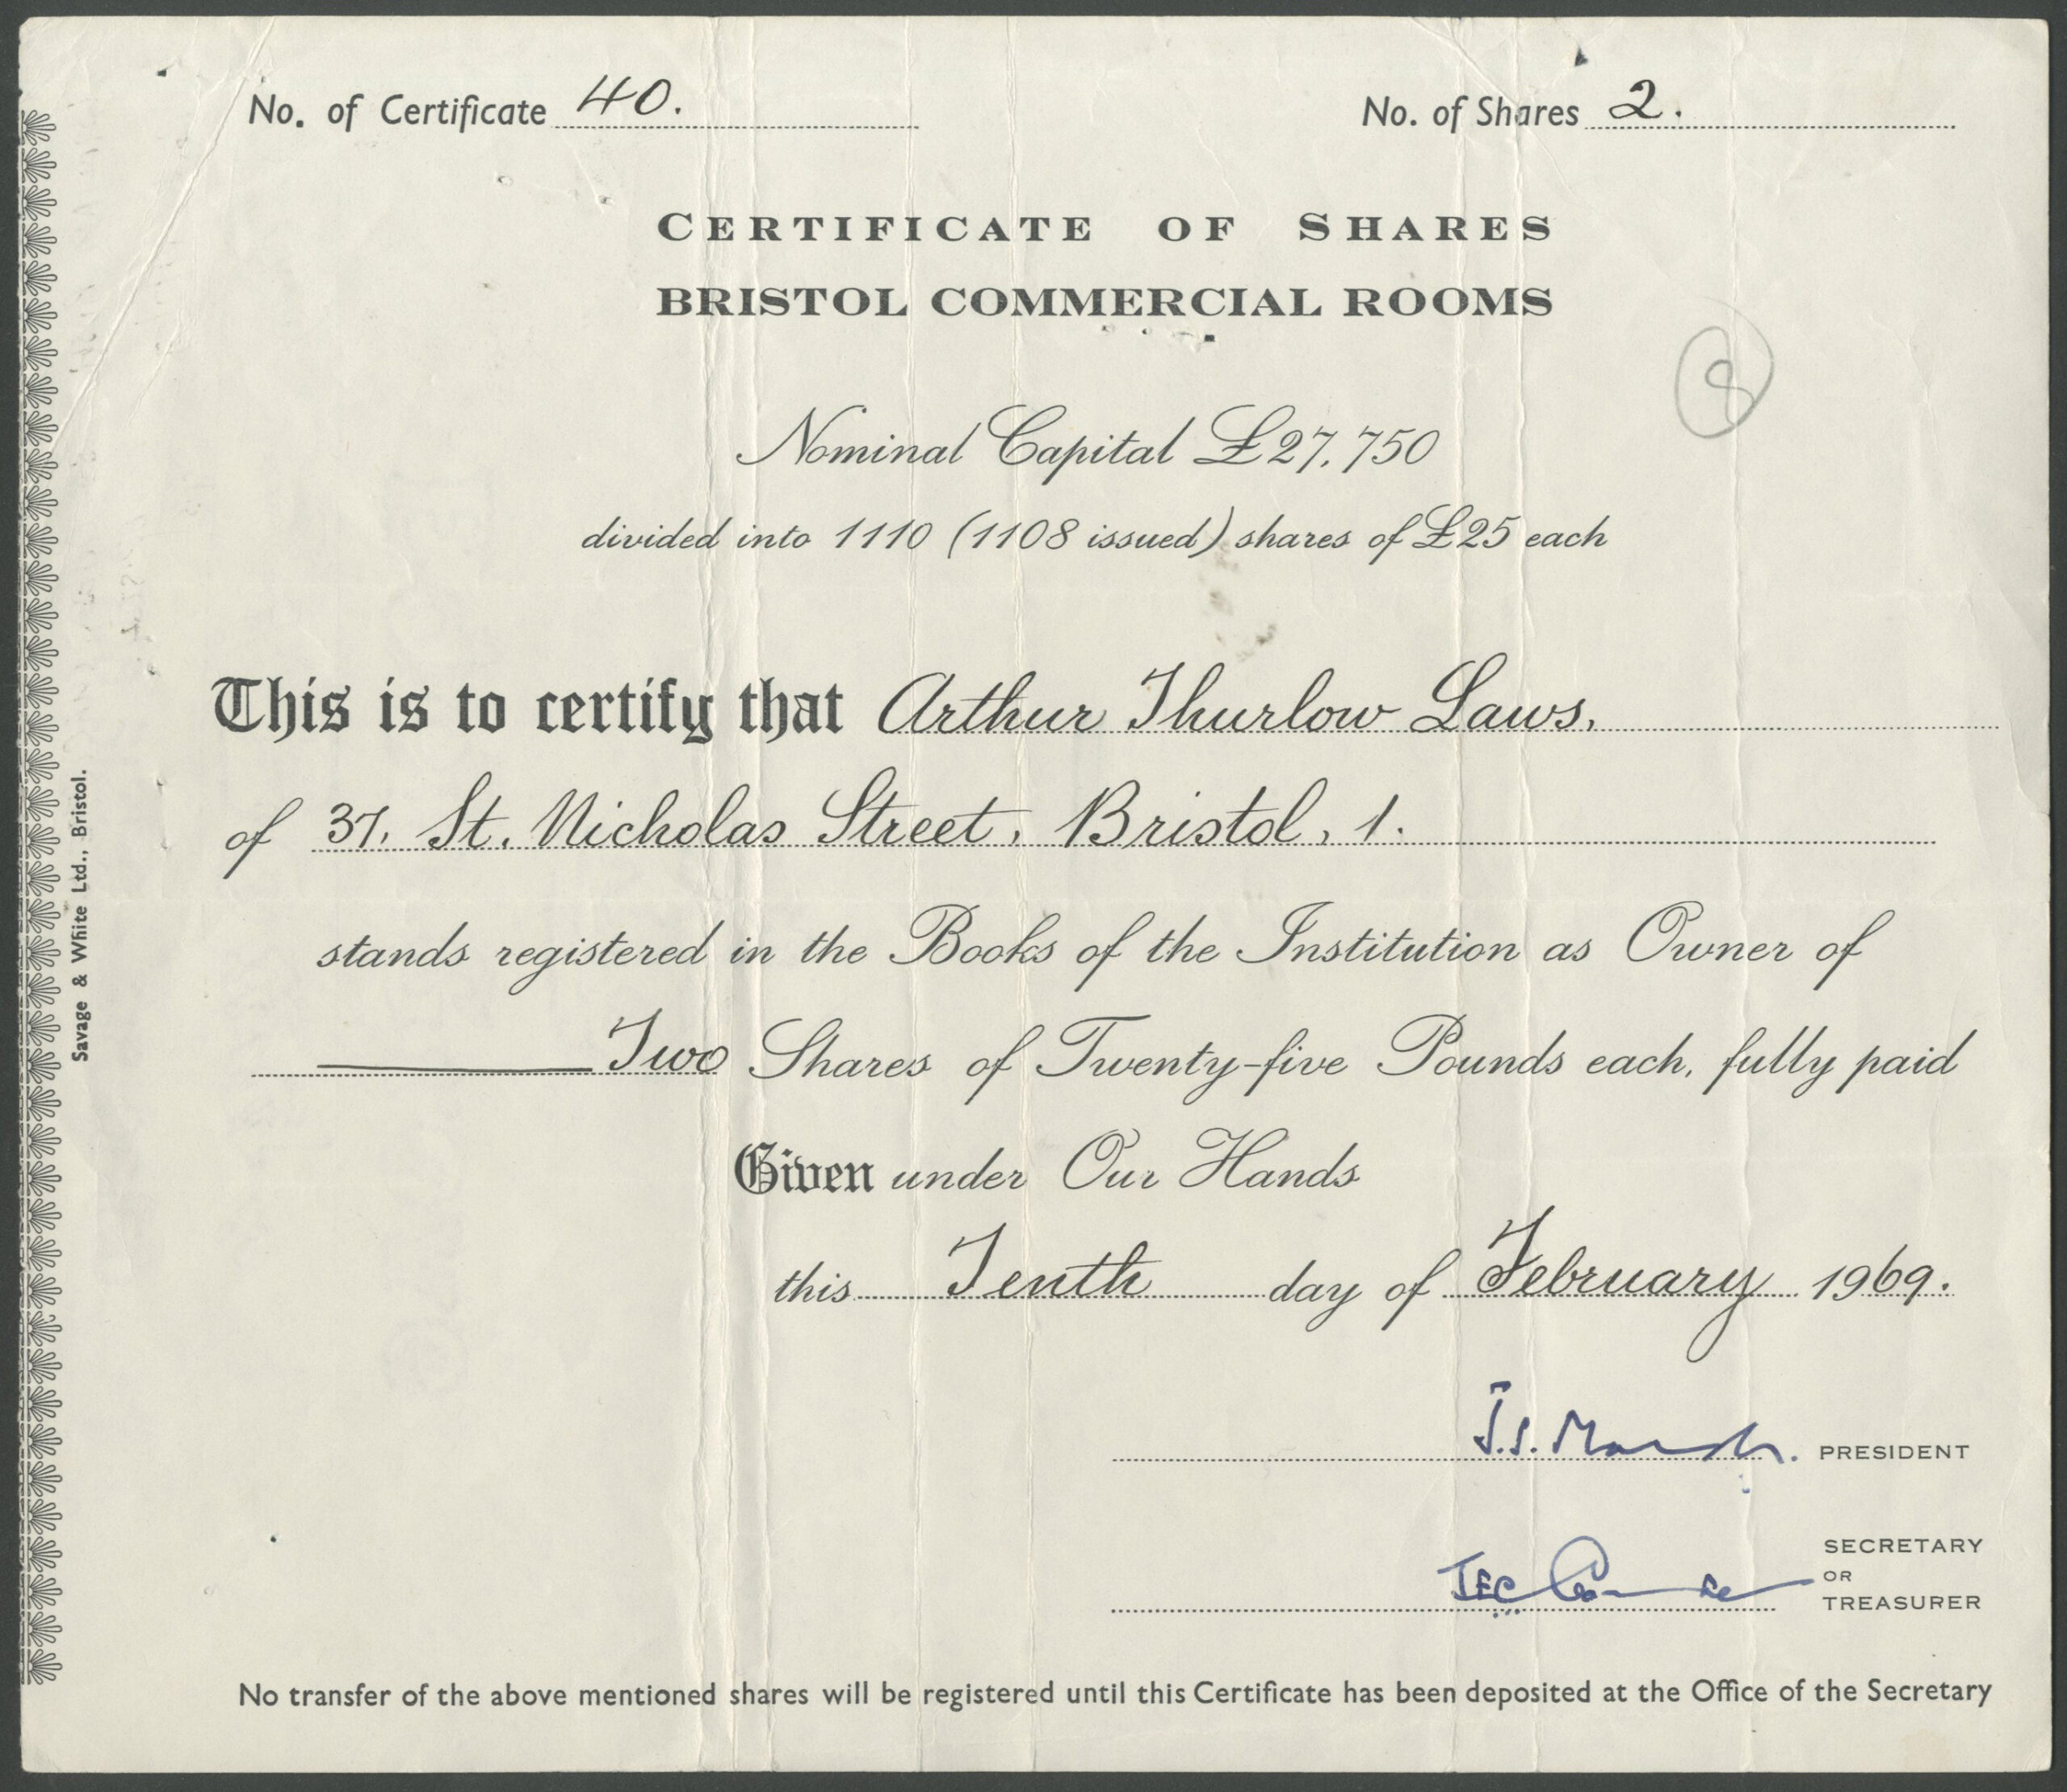 No. of Certificate 40.
No. of Shares 2.
CERTIFICATE OF SHARES
BRISTOL COMMERCIAL ROOMS
8
Nominal Capital £27,750
divided into 1110 (1108 issued) shares of £25 each
This is to certify that Arthur Thurlow Laws.
of 37, St. Nicholas Street, Bristol, 1.
stands registered in the Books of the Institution as Owner of
Two Shares of Twenty-five Pounds each, fully paid
Given under Our Hands
this Tenth day of February 1969.
J.S. Marsh. PRESIDENT
SECRETARY
OR
TREASURER
No transfer of the above mentioned shares will be registered until this Certificate has been deposited at the Office of the Secretary
Savage & White Ltd., Bristol.